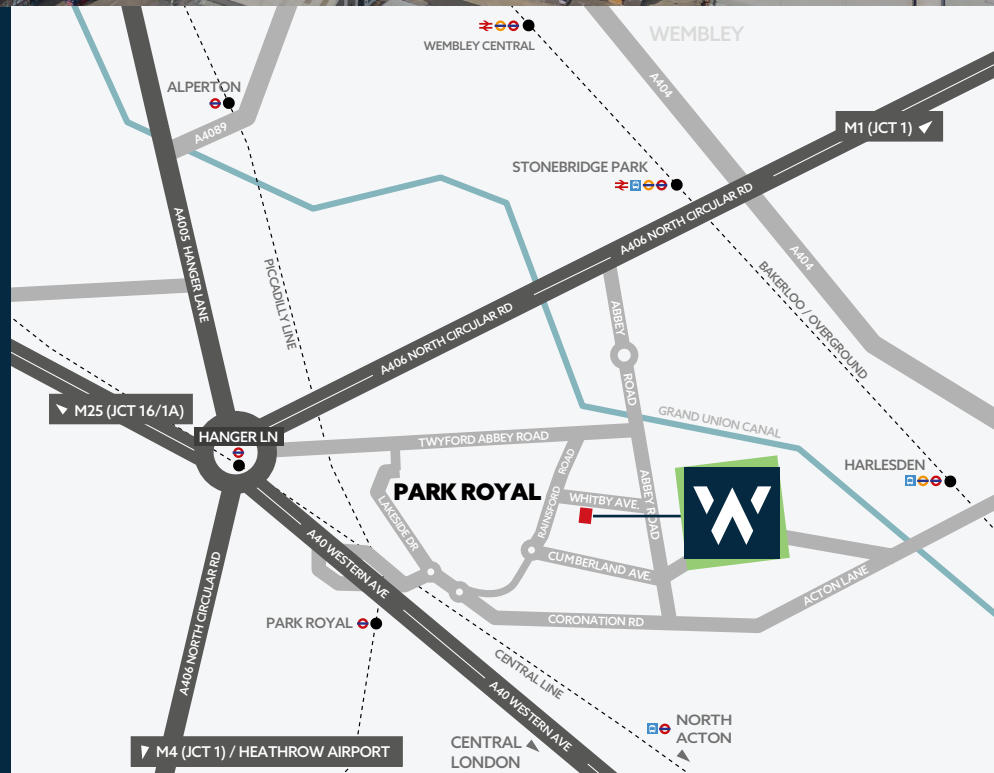 WEMBLEY CENTRAL
WEMBLEY
ALPERTON
A404
A4089
M1 (JCT 1)
STONEBRIDGE PARK
A406 NORTH CIRCULAR RD
A4005 HANGER LANE
A404
PICCADILLY LINE
BAKERLOO / OVERGROUND
A406 NORTH CIRCULAR RD
ABBEY ROAD
M25 (JCT 16/1A)
GRAND UNION CANAL
HANGER LN
TWYFORD ABBEY ROAD
HARLESDEN
PARK ROYAL
RAINSFORD ROAD
WHITBY AVE.
ABBEY ROAD
W
LAKESIDE DR
A40 WESTERN AVE
CUMBERLAND AVE.
ACTON LANE
A406 NORTH CIRCULAR RD
PARK ROYAL
CORONATION RD
CENTRAL LINE
A40 WESTERN AVE
NORTH
ACTON
M4 (JCT 1) / HEATHROW AIRPORT
CENTRAL
LONDON